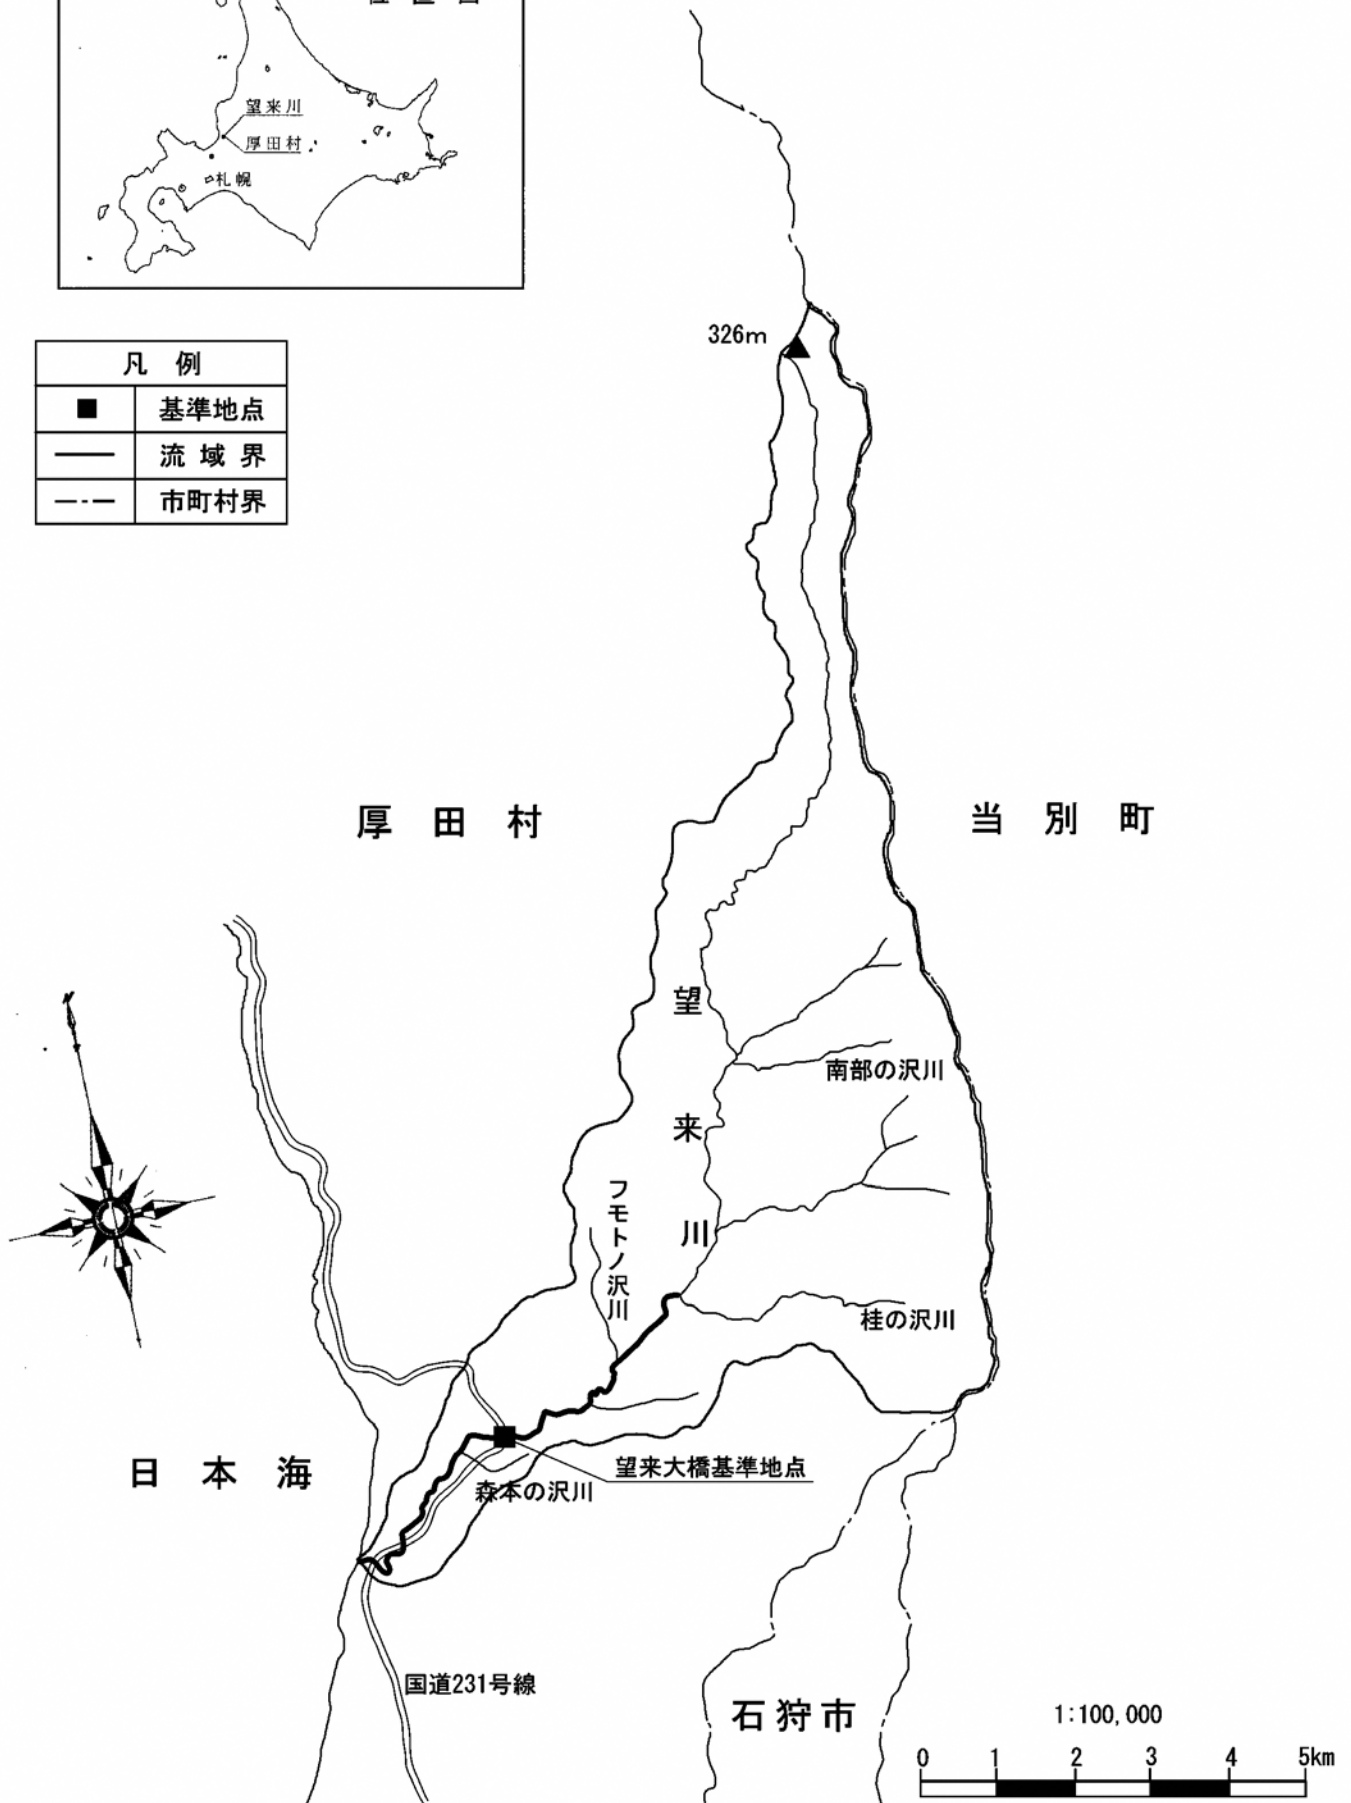 望来川
厚田村
札幌
326m
凡 例
基準地点
流 域 界
市町村界
厚 田 村
当 別 町
望来川
南部の沢川
フモトノ沢川
桂の沢川
日 本 海
望来大橋基準地点
森本の沢川
国道231号線
石狩市
1:100,000
0 1 2 3 4 5km